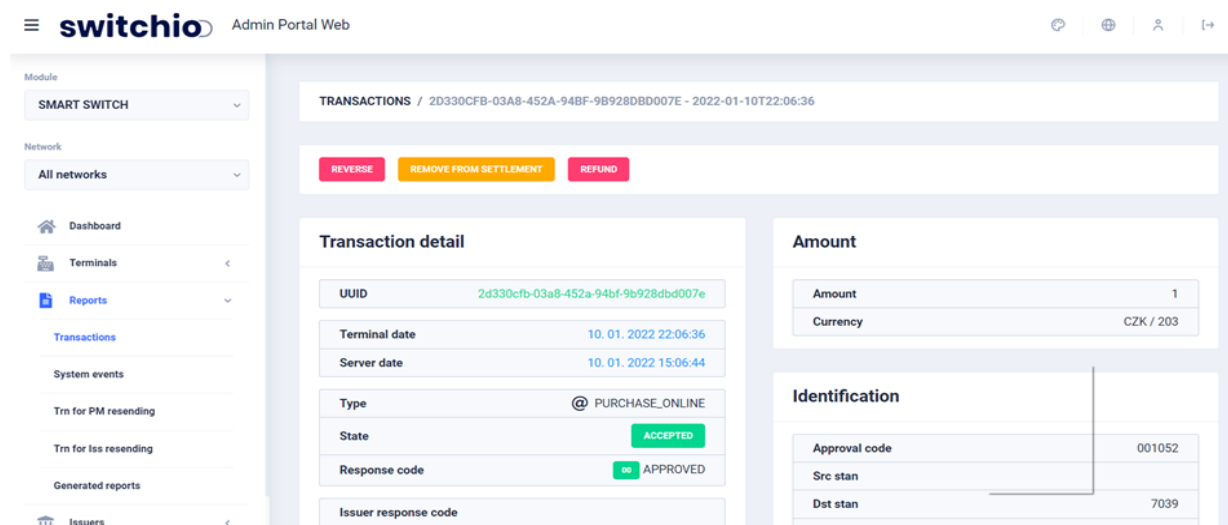 switchio Admin Portal Web
Module
SMART SWITCH
Network
All networks
Dashboard
Terminals
Reports
Transactions
System events
Trn for PM resending
Trn for Iss resending
Generated reports
Issuers
TRANSACTIONS / 2D330CFB-03A8-452A-94BF-9B928DBD007E - 2022-01-10T22:06:36
REVERSE REMOVE FROM SETTLEMENT REFUND
Transaction detail
UUID 2d330cfb-03a8-452a-94bf-9b928dbd007e
Terminal date 10. 01. 2022 22:06:36
Server date 10. 01. 2022 15:06:44
Type @ PURCHASE_ONLINE
State ACCEPTED
Response code 00 APPROVED
Issuer response code
Amount
Amount 1
Currency CZK / 203
Identification
Approval code 001052
Src stan
Dst stan 7039